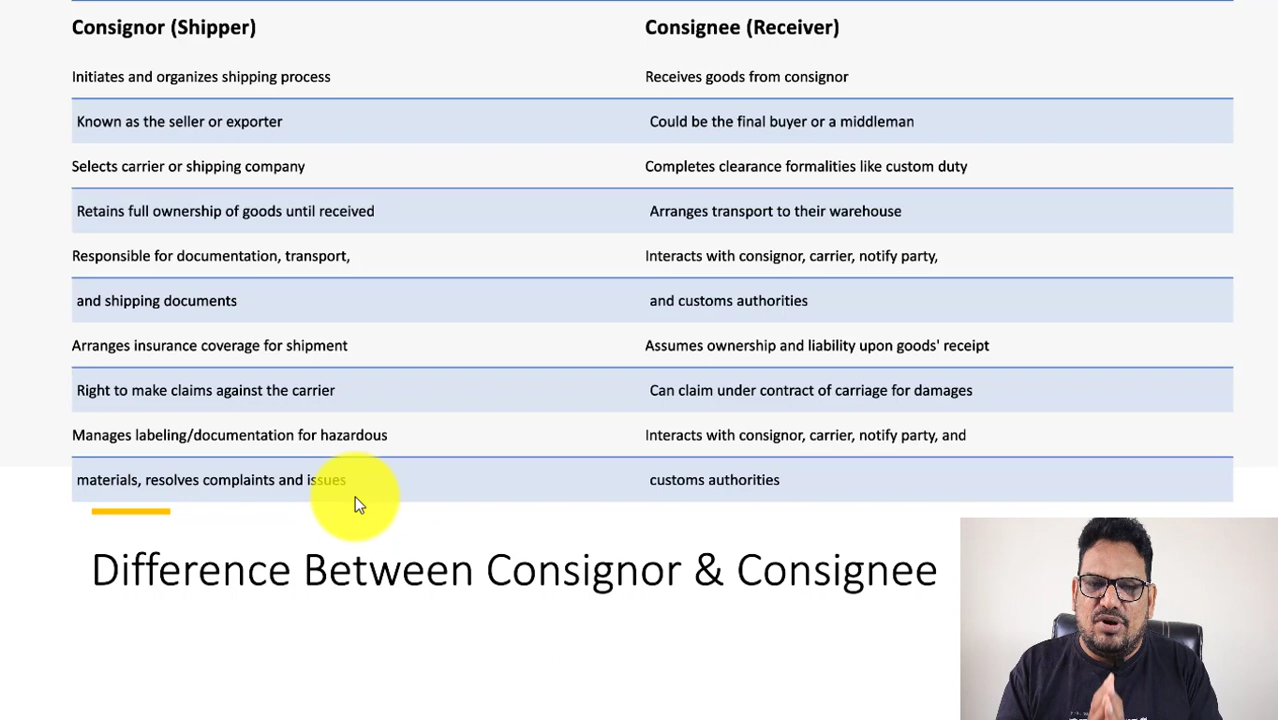 Consignor (Shipper) Consignee (Receiver)
Initiates and organizes shipping process Receives goods from consignor
Known as the seller or exporter Could be the final buyer or a middleman
Selects carrier or shipping company Completes clearance formalities like custom duty
Retains full ownership of goods until received Arranges transport to their warehouse
Responsible for documentation, transport, Interacts with consignor, carrier, notify party,
and shipping documents and customs authorities
Arranges insurance coverage for shipment Assumes ownership and liability upon goods' receipt
Right to make claims against the carrier Can claim under contract of carriage for damages
Manages labeling/documentation for hazardous Interacts with consignor, carrier, notify party, and
materials, resolves complaints and issues customs authorities
Difference Between Consignor & Consignee